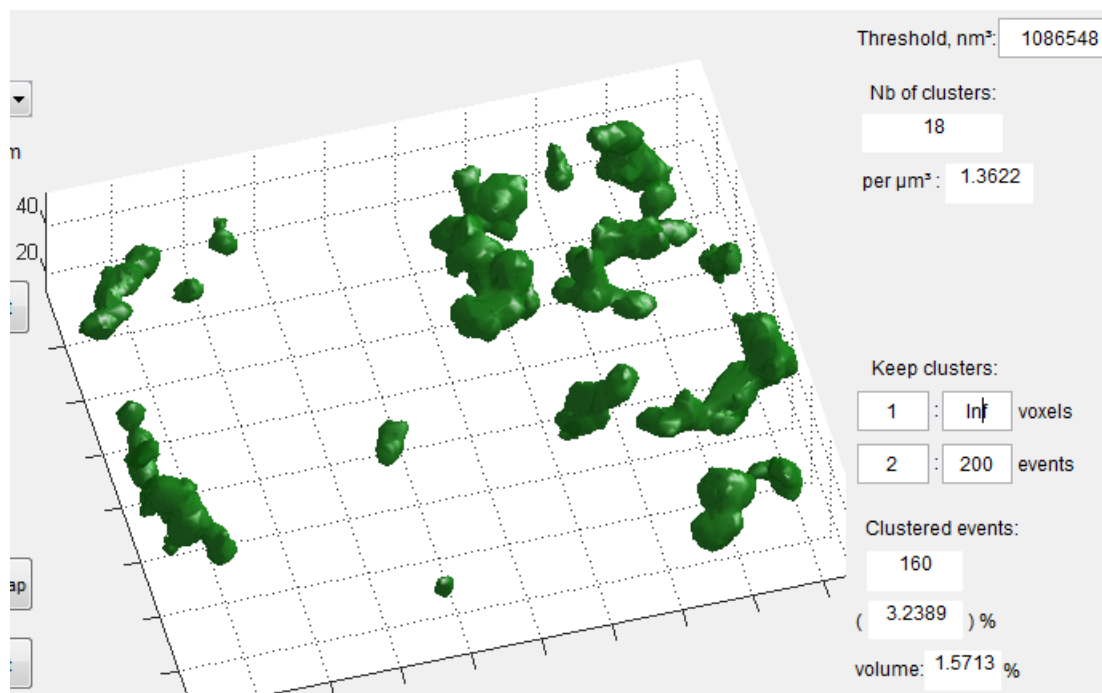 Threshold, nm³: 1086548
Nb of clusters:
18
per µm³ : 1.3622
m
40
20
Keep clusters:
1 : Inf voxels
2 : 200 events
Clustered events:
160
ap
( 3.2389 ) %
volume: 1.5713 %